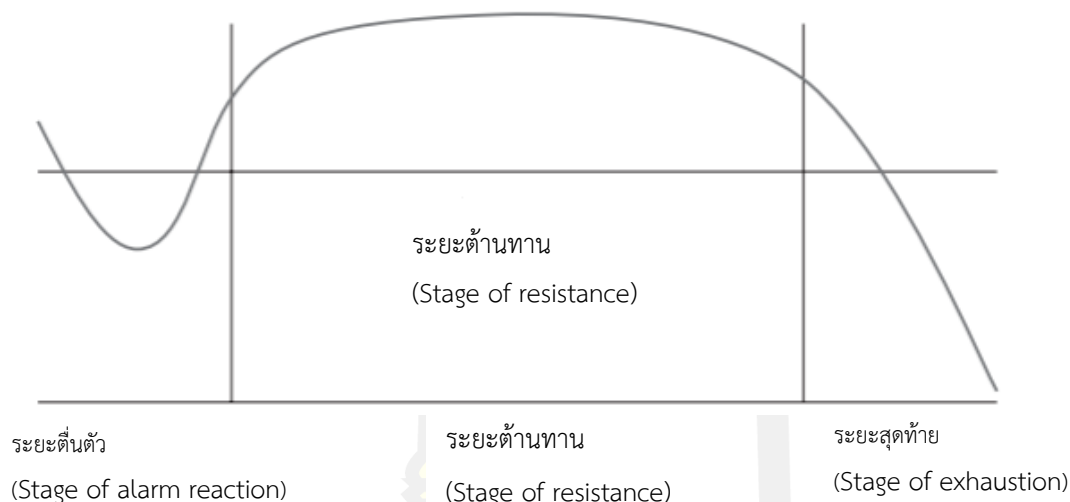 ระยะต้านทาน
(Stage of resistance)
ระยะตื่นตัว
(Stage of alarm reaction)
ระยะต้านทาน
(Stage of resistance)
ระยะสุดท้าย
(Stage of exhaustion)